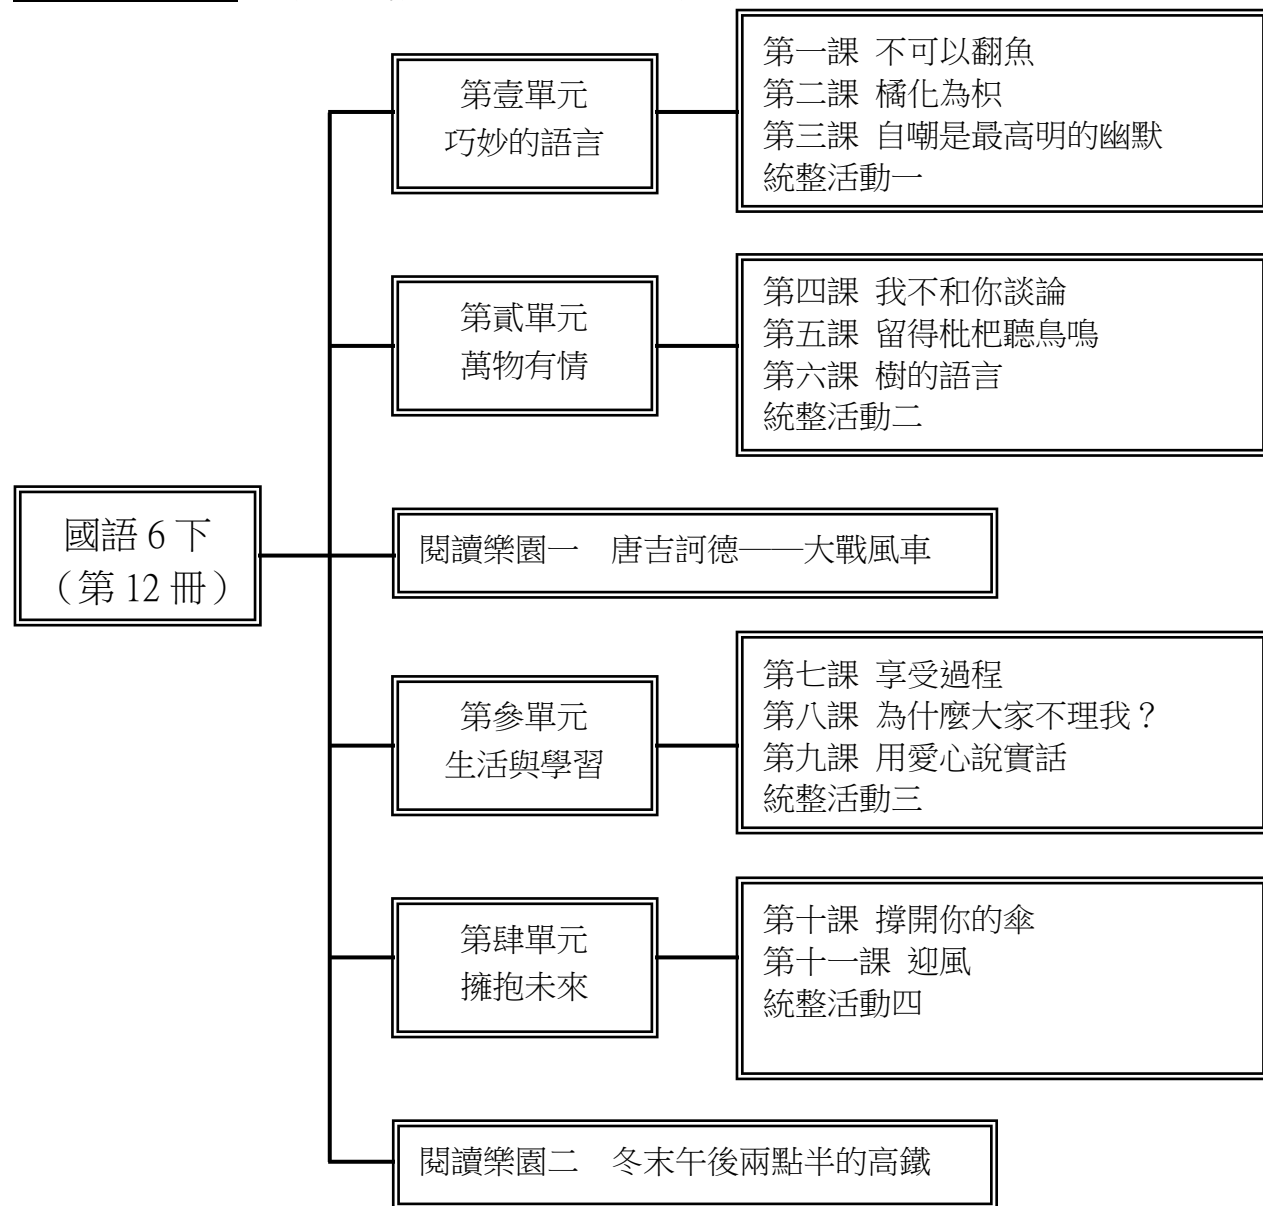 第壹單元
巧妙的語言
第一課 不可以翻魚
第二課 橘化為枳
第三課 自嘲是最高明的幽默
統整活動一
第貳單元
萬物有情
第四課 我不和你談論
第五課 留得枇杷聽鳥鳴
第六課 樹的語言
統整活動二
國語 6 下
（第 12 冊）
閱讀樂園一 唐吉訶德——大戰風車
第參單元
生活與學習
第七課 享受過程
第八課 為什麼大家不理我？
第九課 用愛心說實話
統整活動三
第肆單元
擁抱未來
第十課 撐開你的傘
第十一課 迎風
統整活動四
閱讀樂園二 冬末午後兩點半的高鐵